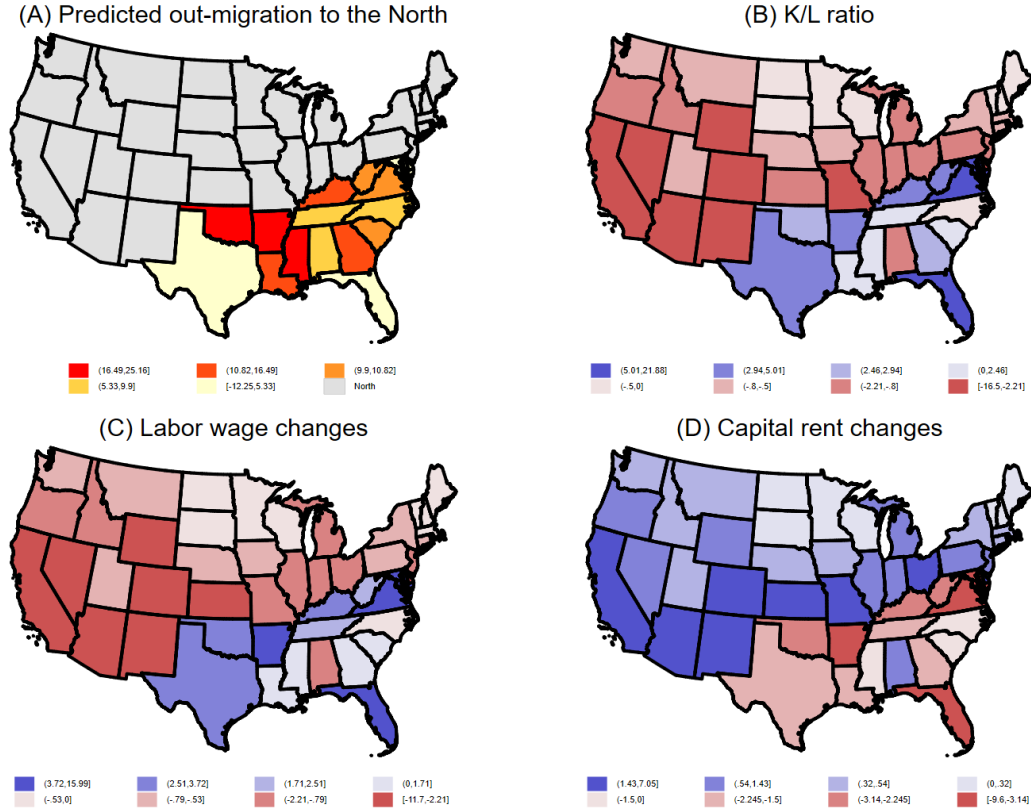 (A) Predicted out-migration to the North
(B) K/L ratio
(16.49,25.16] (10.82,16.49] (9.9,10.82]
(5.33,9.9] [-12.25,5.33] North
(5.01,21.88] (2.94,5.01] (2.46,2.94] (0,2.46]
(-.5,0] (-.8,-.5] (-2.21,-.8] [-16.5,-2.21]
(C) Labor wage changes
(D) Capital rent changes
(3.72,15.99] (2.51,3.72] (1.71,2.51] (0,1.71]
(-.53,0] (-.79,-.53] (-2.21,-.79] [-11.7,-2.21]
(1.43,7.05] (.54,1.43] (.32,.54] (0,.32]
(-1.5,0] (-2.245,-1.5] (-3.14,-2.245] [-9.6,-3.14]